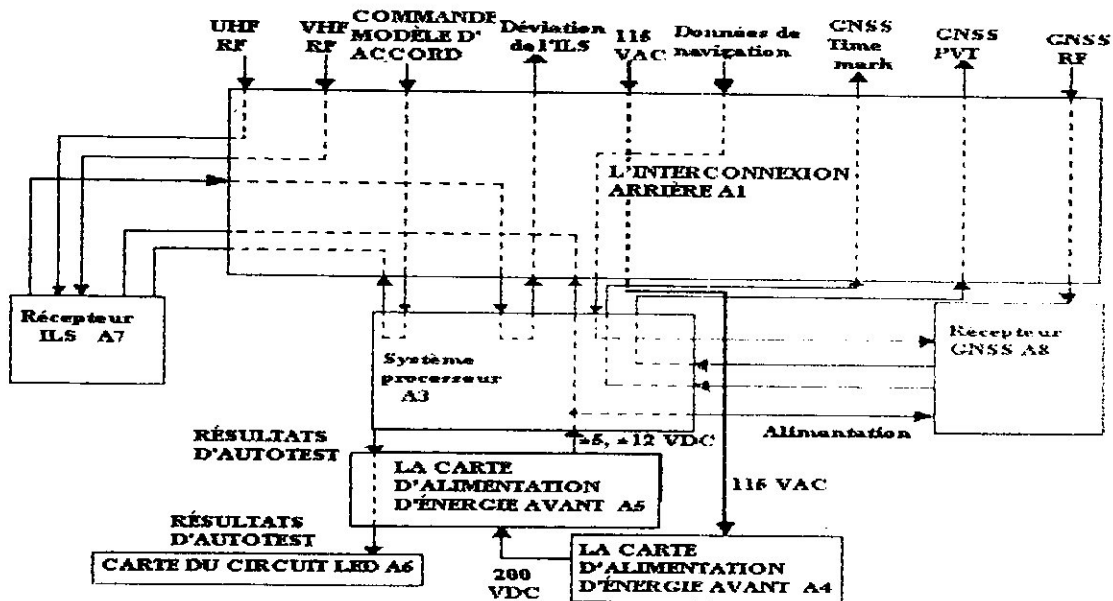 UHF
RF
VHF
RF
COMMANDE
MODÈLE D'
ACCORD
Déviation
de l'ILS
115
VAC
Données de
navigation
GNSS
Time
mark
GNSS
PVT
GNSS
RF
L'INTERCONNEXION
ARRIÈRE A1
Récepteur
ILS A7
Système
processeur
A3
Récepteur
GNSS A8
RÉSULTATS
D'AUTOTEST
±5, ±12 VDC
Alimentation
LA CARTE
D'ALIMENTATION
D'ÉNERGIE AVANT A5
115 VAC
RÉSULTATS
D'AUTOTEST
CARTE DU CIRCUIT LED A6
200
VDC
LA CARTE
D'ALIMENTATION
D'ÉNERGIE AVANT A4